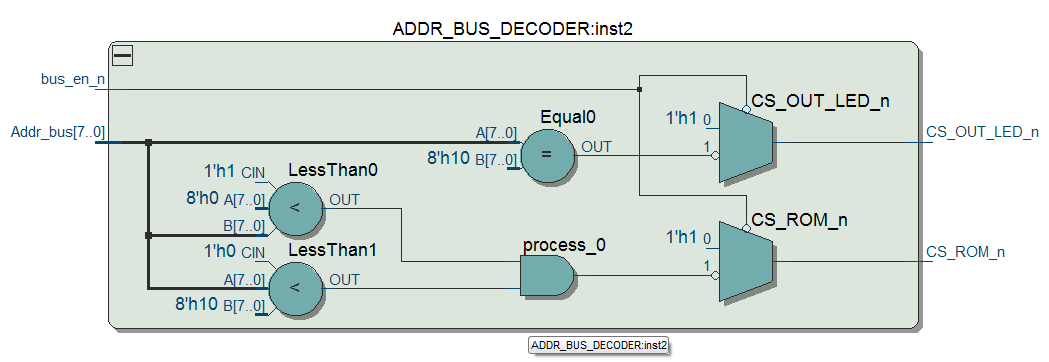 ADDR_BUS_DECODER:inst2
bus_en_n
CS_OUT_LED_n
Equal0
1'h1 0
Addr_bus[7..0]
A[7..0]
CS_OUT_LED_n
=
OUT
1
8'h10 B[7..0]
1'h1 CIN
LessThan0
8'h0 A[7..0]
<
OUT
B[7..0]
CS_ROM_n
1'h0 CIN
LessThan1
process_0
1'h1 0
CS_ROM_n
A[7..0]
<
OUT
1
8'h10 B[7..0]
ADDR_BUS_DECODER:inst2